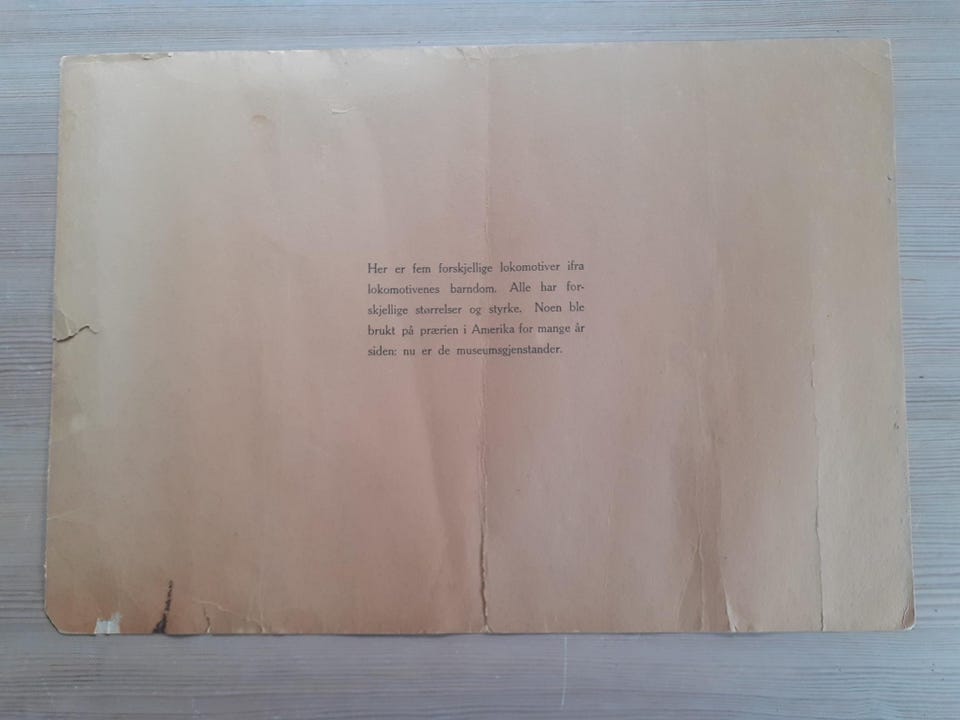 Her er fem forskjellige lokomotiver ifra
lokomotivenes barndom. Alle har for-
skjellige størrelser og styrke. Noen ble
brukt på prærien i Amerika for mange år
siden: nu er de museumsgjenstander.